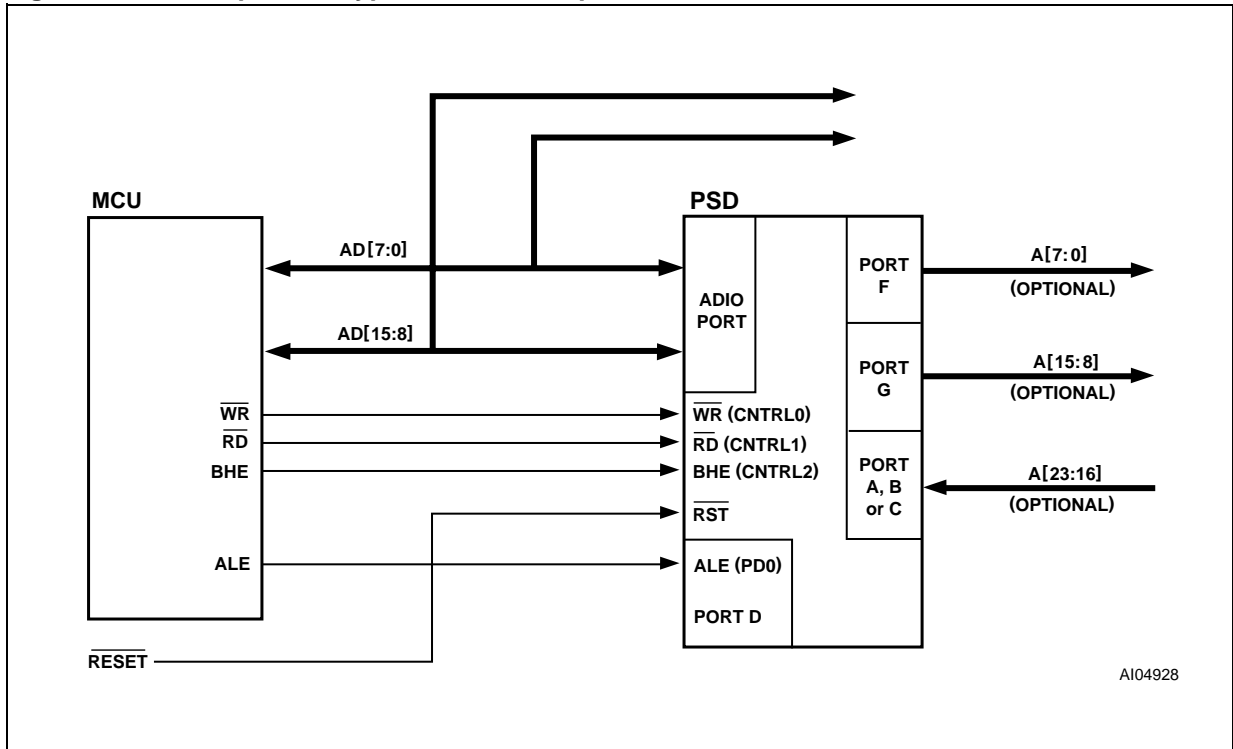 MCU
PSD
AD[7:0]
AD[15:8]
ADIO
PORT
PORT
F
A[7:0]
(OPTIONAL)
PORT
G
A[15:8]
(OPTIONAL)
PORT
A, B
or C
A[23:16]
(OPTIONAL)
WR
WR (CNTRL0)
RD
RD (CNTRL1)
BHE
BHE (CNTRL2)
RST
ALE
ALE (PD0)
PORT D
RESET
AI04928